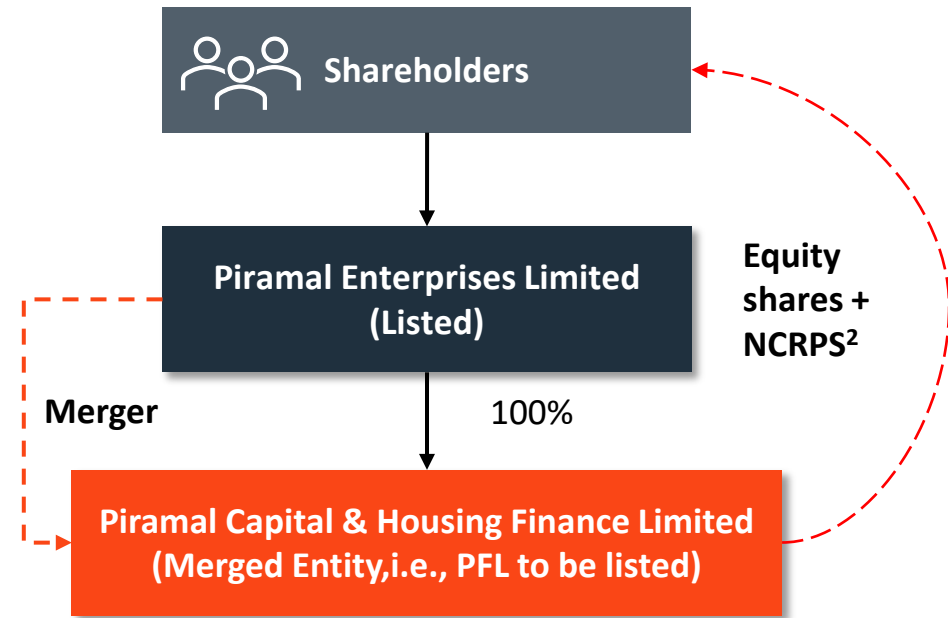 Shareholders
Piramal Enterprises Limited
(Listed)
Equity
shares +
NCRPS²
Merger
100%
Piramal Capital & Housing Finance Limited
(Merged Entity,i.e., PFL to be listed)